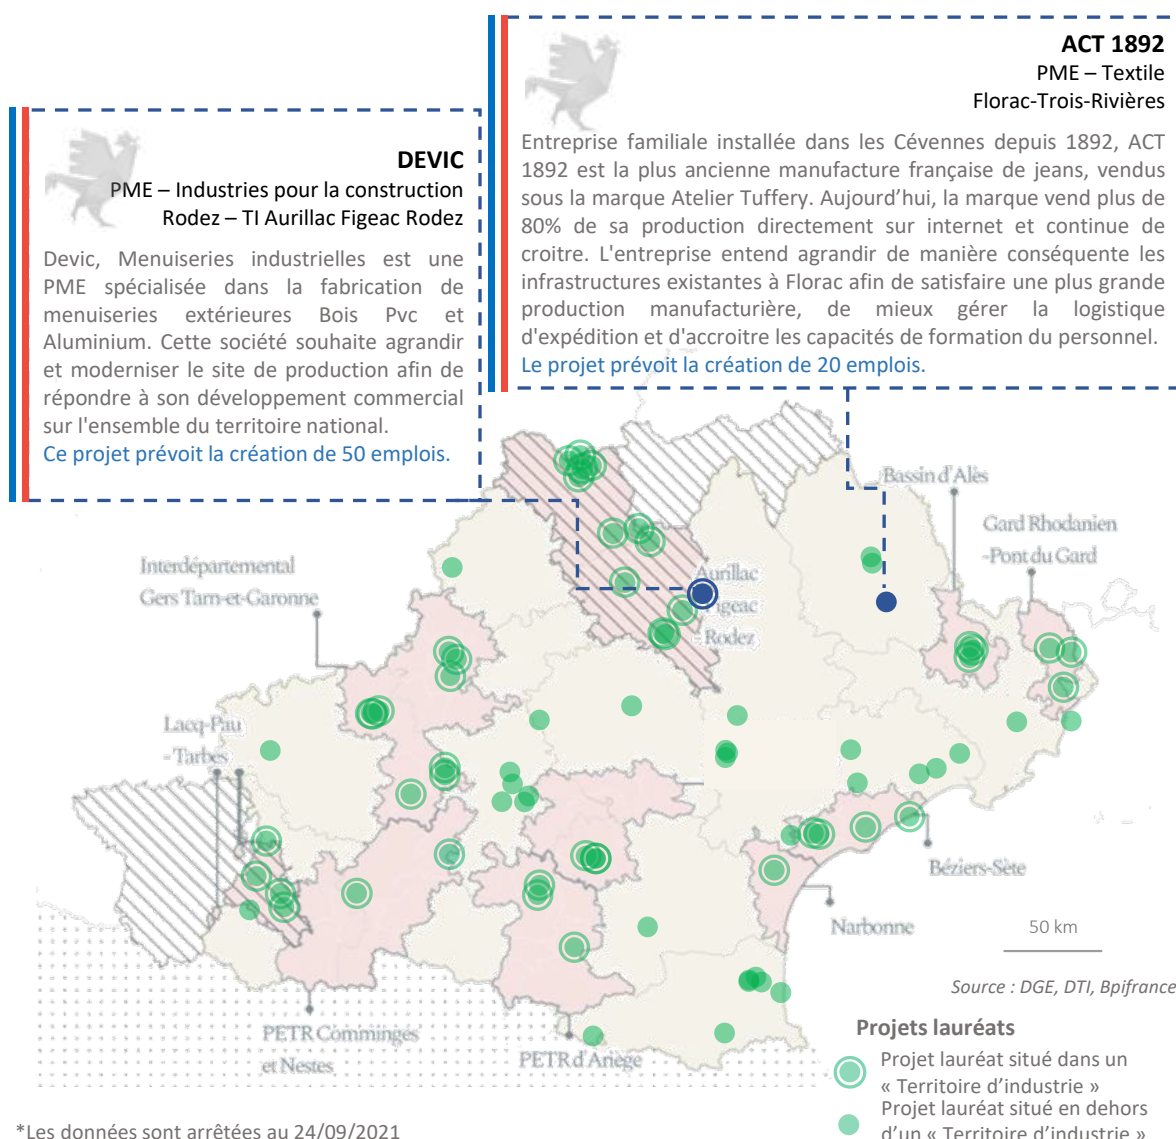 ACT 1892
PME – Textile
Florac-Trois-Rivières
Entreprise familiale installée dans les Cévennes depuis 1892, ACT
1892 est la plus ancienne manufacture française de jeans, vendus
sous la marque Atelier Tuffery. Aujourd’hui, la marque vend plus de
80% de sa production directement sur internet et continue de
croitre. L'entreprise entend agrandir de manière conséquente les
infrastructures existantes à Florac afin de satisfaire une plus grande
production manufacturière, de mieux gérer la logistique
d'expédition et d'accroitre les capacités de formation du personnel.
Le projet prévoit la création de 20 emplois.
DEVIC
PME – Industries pour la construction
Rodez – TI Aurillac Figeac Rodez
Devic, Menuiseries industrielles est une
PME spécialisée dans la fabrication de
menuiseries extérieures Bois Pvc et
Aluminium. Cette société souhaite agrandir
et moderniser le site de production afin de
répondre à son développement commercial
sur l'ensemble du territoire national.
Ce projet prévoit la création de 50 emplois.
Bassin d'Alès
Gard Rhodanien
-Pont du Gard
Interdépartemental
Gers Tarn-et-Garonne
Aurillac
Figeac
- Rodez
Lacq-Pau
- Tarbes
Béziers-Sète
Narbonne
50 km
Source : DGE, DTI, Bpifrance
PETR Comminges
et Nestes
PETR d'Ariège
Projets lauréats
Projet lauréat situé dans un
« Territoire d’industrie »
Projet lauréat situé en dehors
d’un « Territoire d’industrie »
*Les données sont arrêtées au 24/09/2021